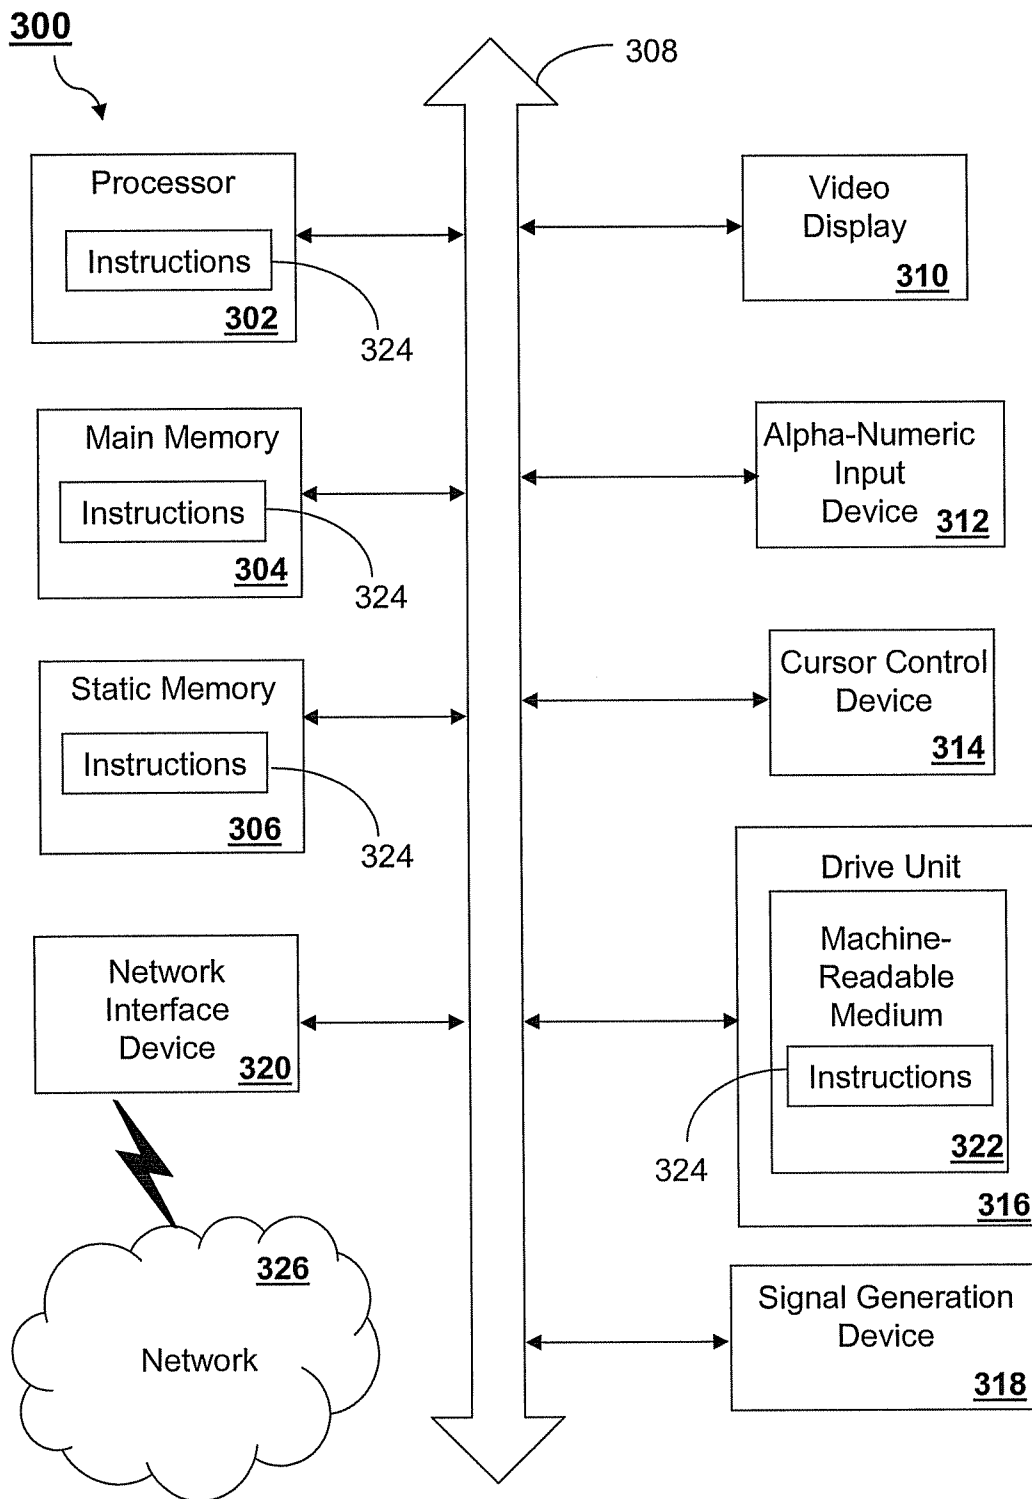 300
308
Processor
Instructions
302
324
Main Memory
Instructions
304
324
Static Memory
Instructions
306
324
Network
Interface
Device
320
326
Network
Video
Display
310
Alpha-Numeric
Input
Device
312
Cursor Control
Device
314
Drive Unit
Machine-
Readable
Medium
Instructions
322
324
316
Signal Generation
Device
318